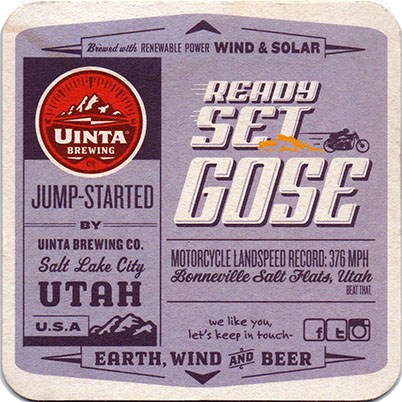 Brewed with RENEWABLE POWER WIND & SOLAR
UINTA
BREWING
CO
JUMP-STARTED
BY
UINTA BREWING CO.
Salt Lake City
UTAH
U.S.A
READY
SET
GOSE
MOTORCYCLE LANDSPEED RECORD: 376 MPH
Bonneville Salt Flats, Utah
BEAT THAT.
we like you,
let's keep in touch-
f t
EARTH, WIND AND BEER